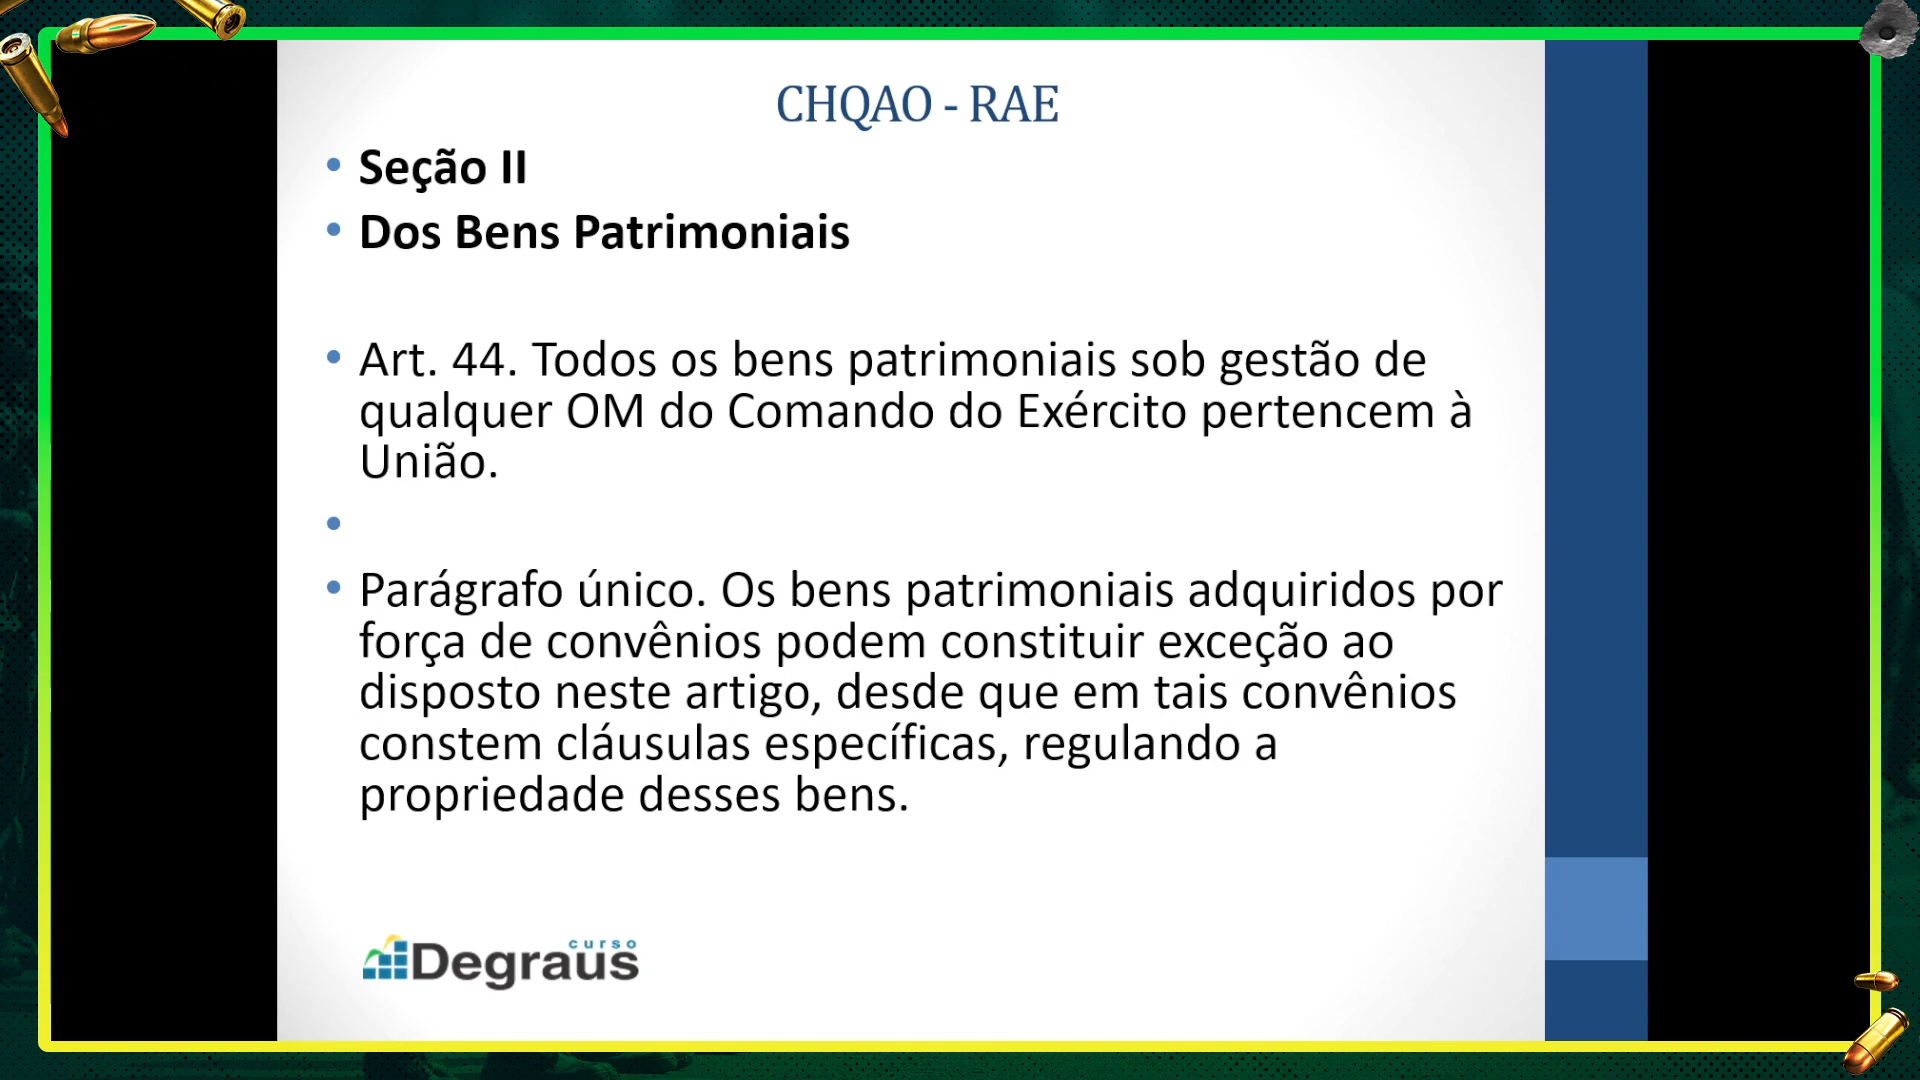 CHQAO - RAE
• Seção II
• Dos Bens Patrimoniais
• Art. 44. Todos os bens patrimoniais sob gestão de
qualquer OM do Comando do Exército pertencem à
União.
•
• Parágrafo único. Os bens patrimoniais adquiridos por
força de convênios podem constituir exceção ao
disposto neste artigo, desde que em tais convênios
constem cláusulas específicas, regulando a
propriedade desses bens.
curso
Degraus